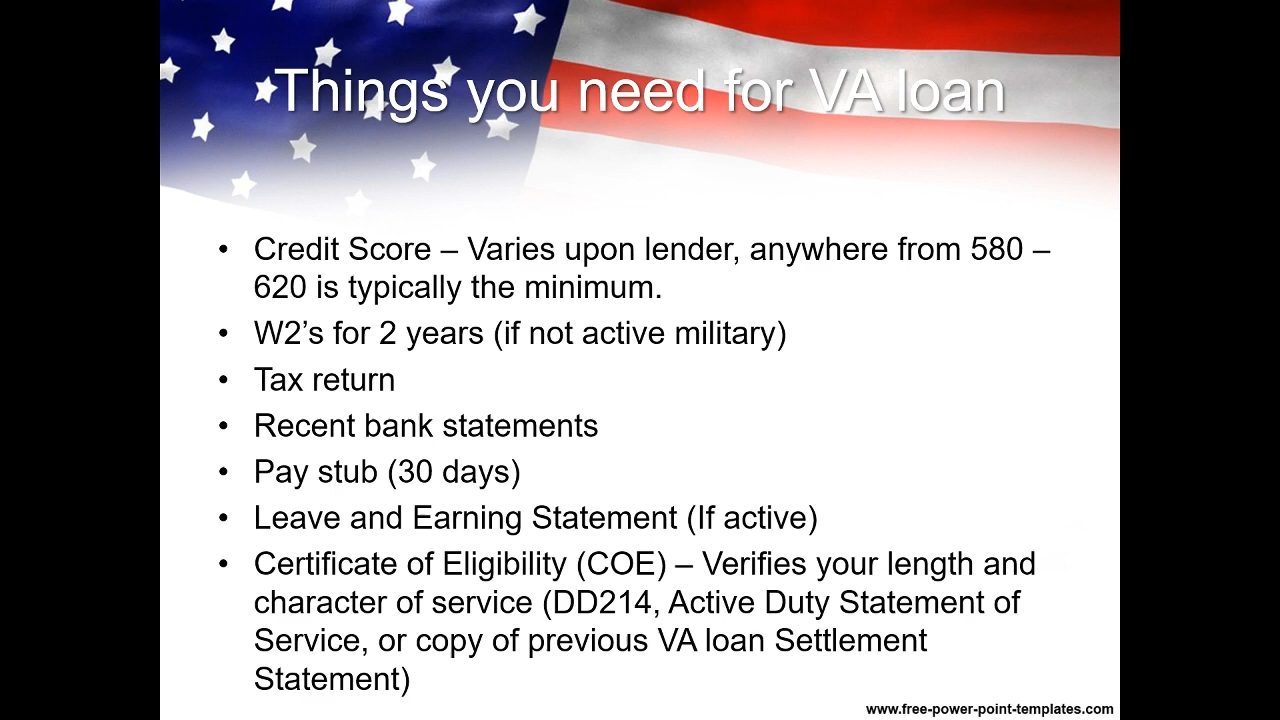 Things you need for VA loan
• Credit Score – Varies upon lender, anywhere from 580 –
620 is typically the minimum.
• W2’s for 2 years (if not active military)
• Tax return
• Recent bank statements
• Pay stub (30 days)
• Leave and Earning Statement (If active)
• Certificate of Eligibility (COE) – Verifies your length and
character of service (DD214, Active Duty Statement of
Service, or copy of previous VA loan Settlement
Statement)
www.free-power-point-templates.com